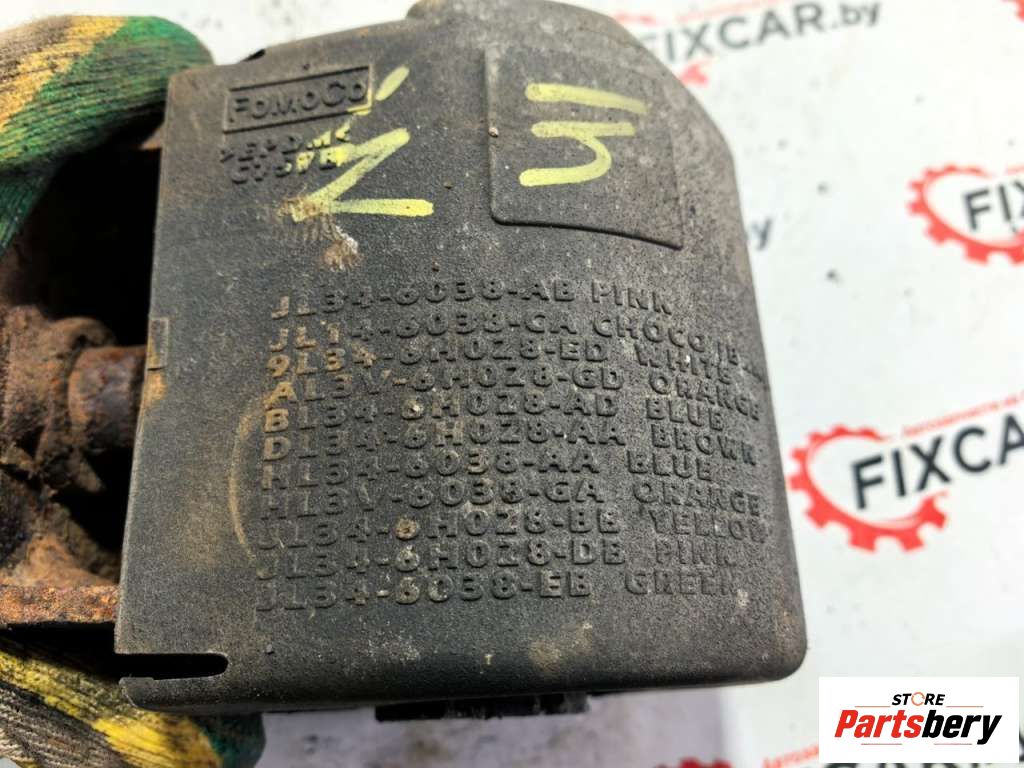 FoMoCo
JL34-6038-AB PINK
JL14-6038-CA
9L34-6H028-ED WHITE
AL3V-6H028-GD ORANGE
BL34-6H028-AD BLUE
DL34-6H028-AA BROWN
HL34-6038-AA BLUE
HL3V-6038-GA ORANGE
JL34-6H028-BB YELLOW
JL34-6H028-DB PINK
JL34-6038-EB GREEN
FIXCAR.by
FIXCAR
FIXCAR
STORE
Partsbery